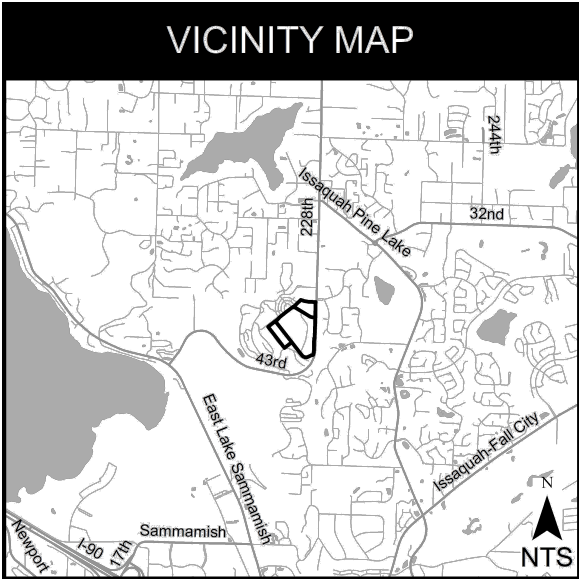 VICINITY MAP
244th
Issaquah Pine Lake
228th
32nd
43rd
East Lake Sammamish
Issaquah-Fall City
N
NTS
Sammamish
I-90
17th
Newport